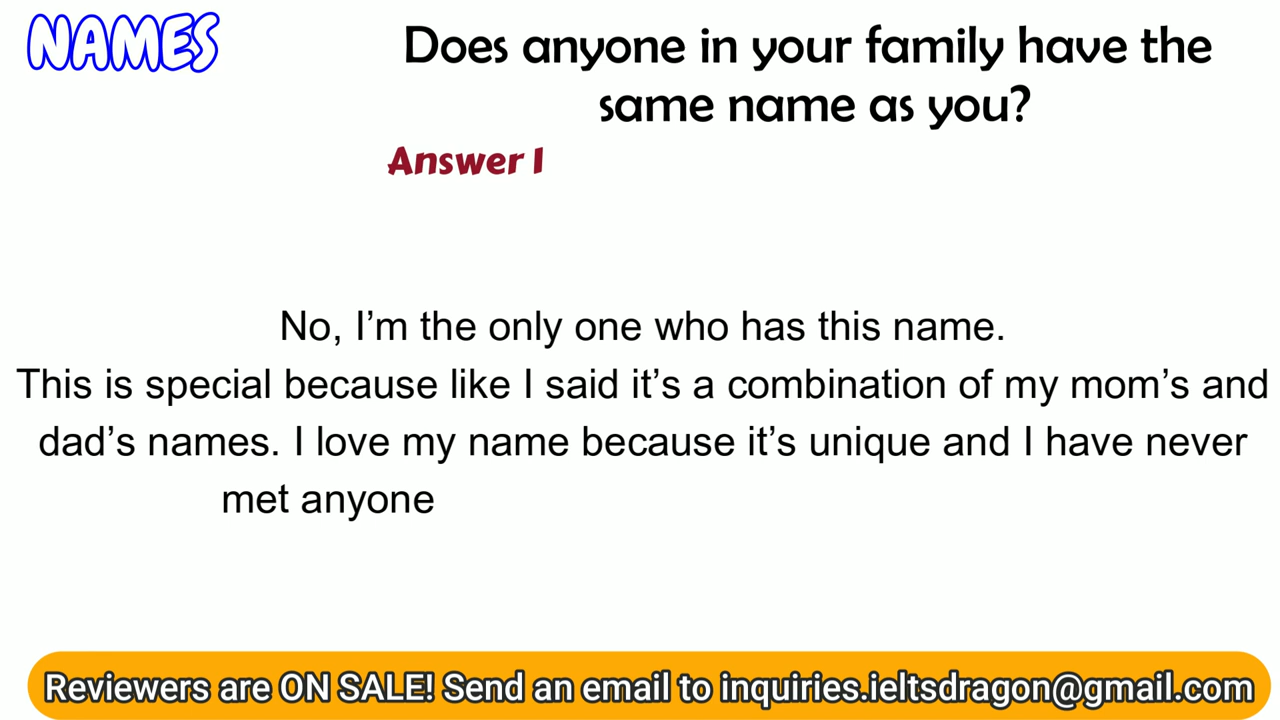 NAMES
Does anyone in your family have the
same name as you?
Answer 1
No, I’m the only one who has this name.
This is special because like I said it’s a combination of my mom’s and
dad’s names. I love my name because it’s unique and I have never
met anyone
Reviewers are ON SALE! Send an email to inquiries.ieltsdragon@gmail.com